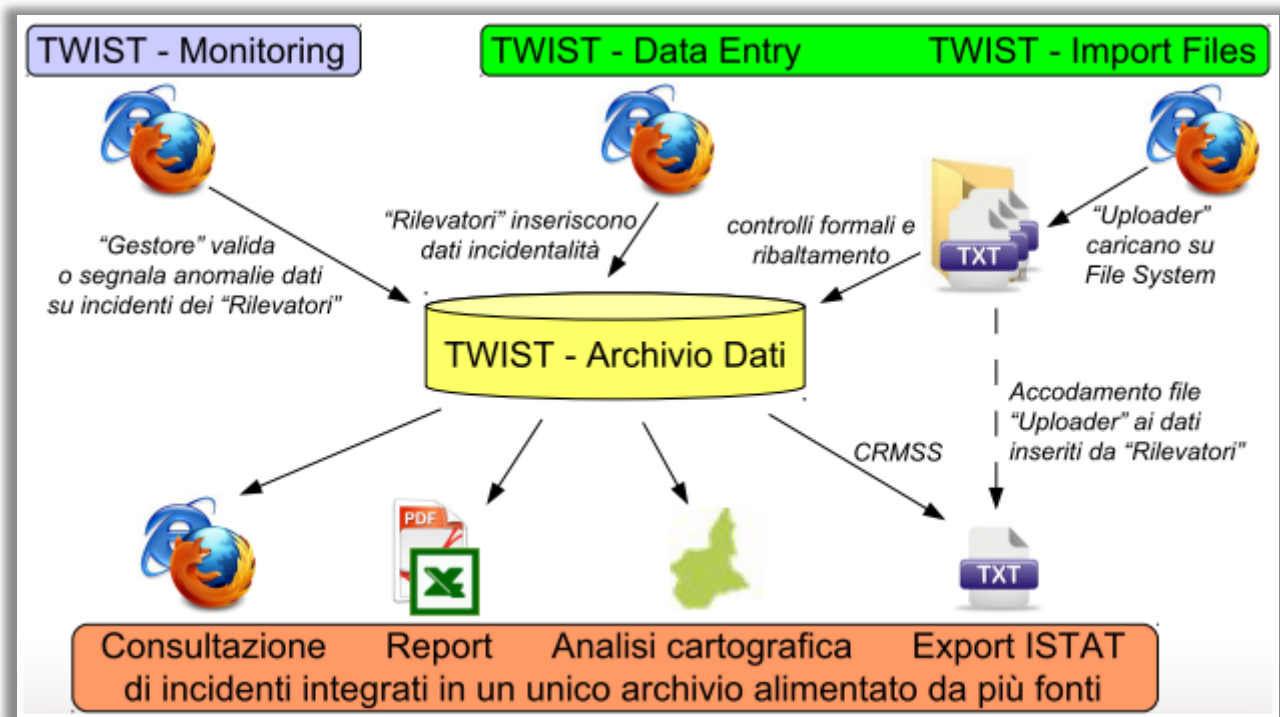 TWIST - Monitoring
TWIST - Data Entry
TWIST - Import Files
“Gestore” valida
o segnala anomalie dati
su incidenti dei “Rilevatori”
“Rilevatori” inseriscono
dati incidentalità
controlli formali e
ribaltamento
TXT
“Uploader”
caricano su
File System
TWIST - Archivio Dati
CRMSS
Accodamento file
“Uploader” ai dati
inseriti da “Rilevatori”
PDF
TXT
Consultazione
Report
Analisi cartografica
Export ISTAT
di incidenti integrati in un unico archivio alimentato da più fonti